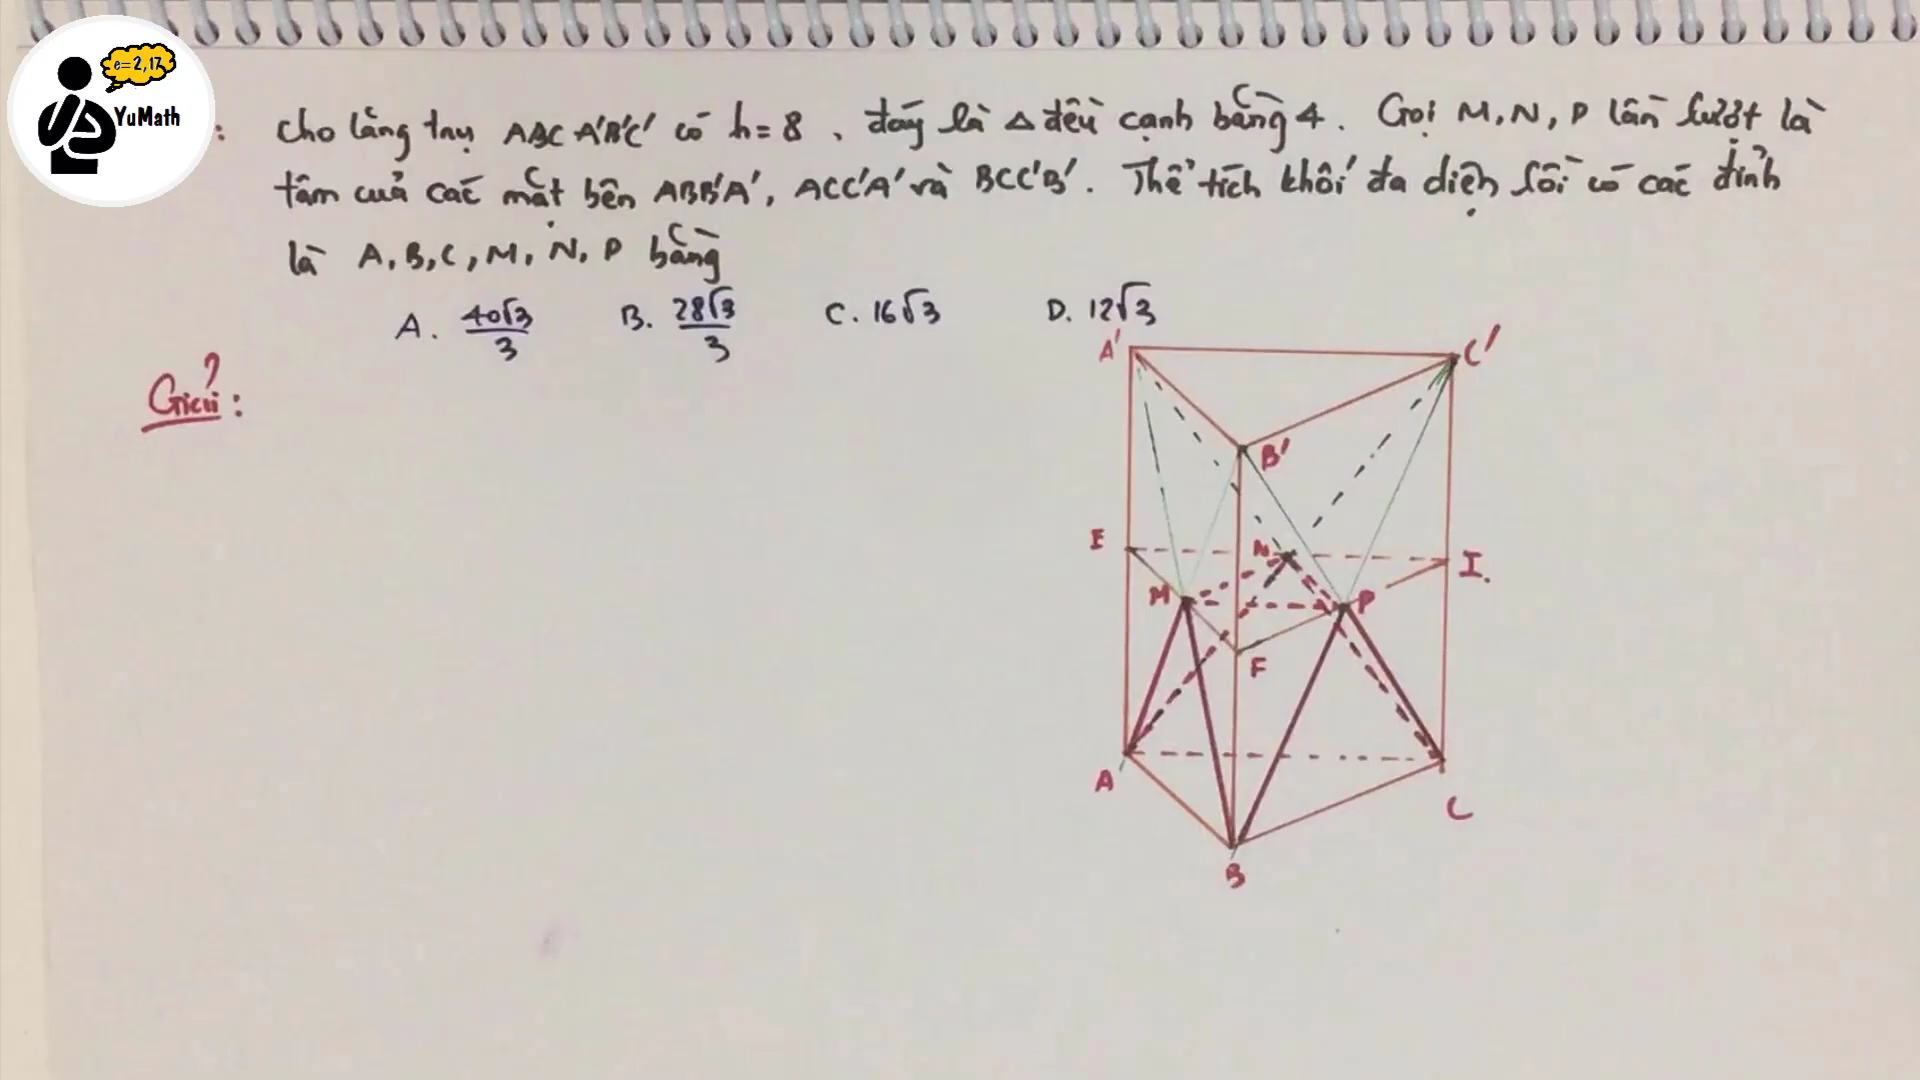 e=2,17
YuMath
: Cho lăng trụ ABC A'B'C' có h=8, đáy là Δ đều cạnh bằng 4. Gọi M, N, P lần lượt là
tâm của các mặt bên ABB'A', ACC'A' và BCC'B'. Thể tích khối đa diện lồi có các đỉnh
là A, B, C, M, N, P bằng
A. 40√3/3 B. 28√3/3 C. 16√3 D. 12√3
Giải:
A' C'
B'
E N I.
M P
F
A C
B